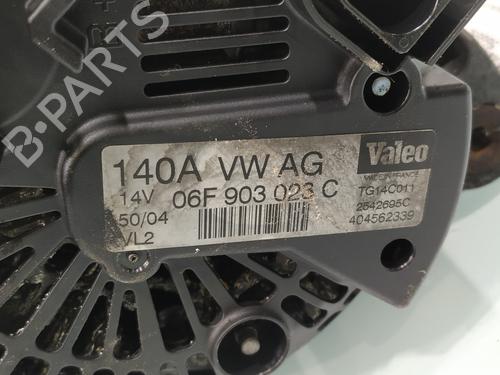 B-Parts
140A VW AG
14V 06F 903 023 C
50/04
VL2
Valeo
MADE IN FRANCE
TG14C011
2542695C
404562339